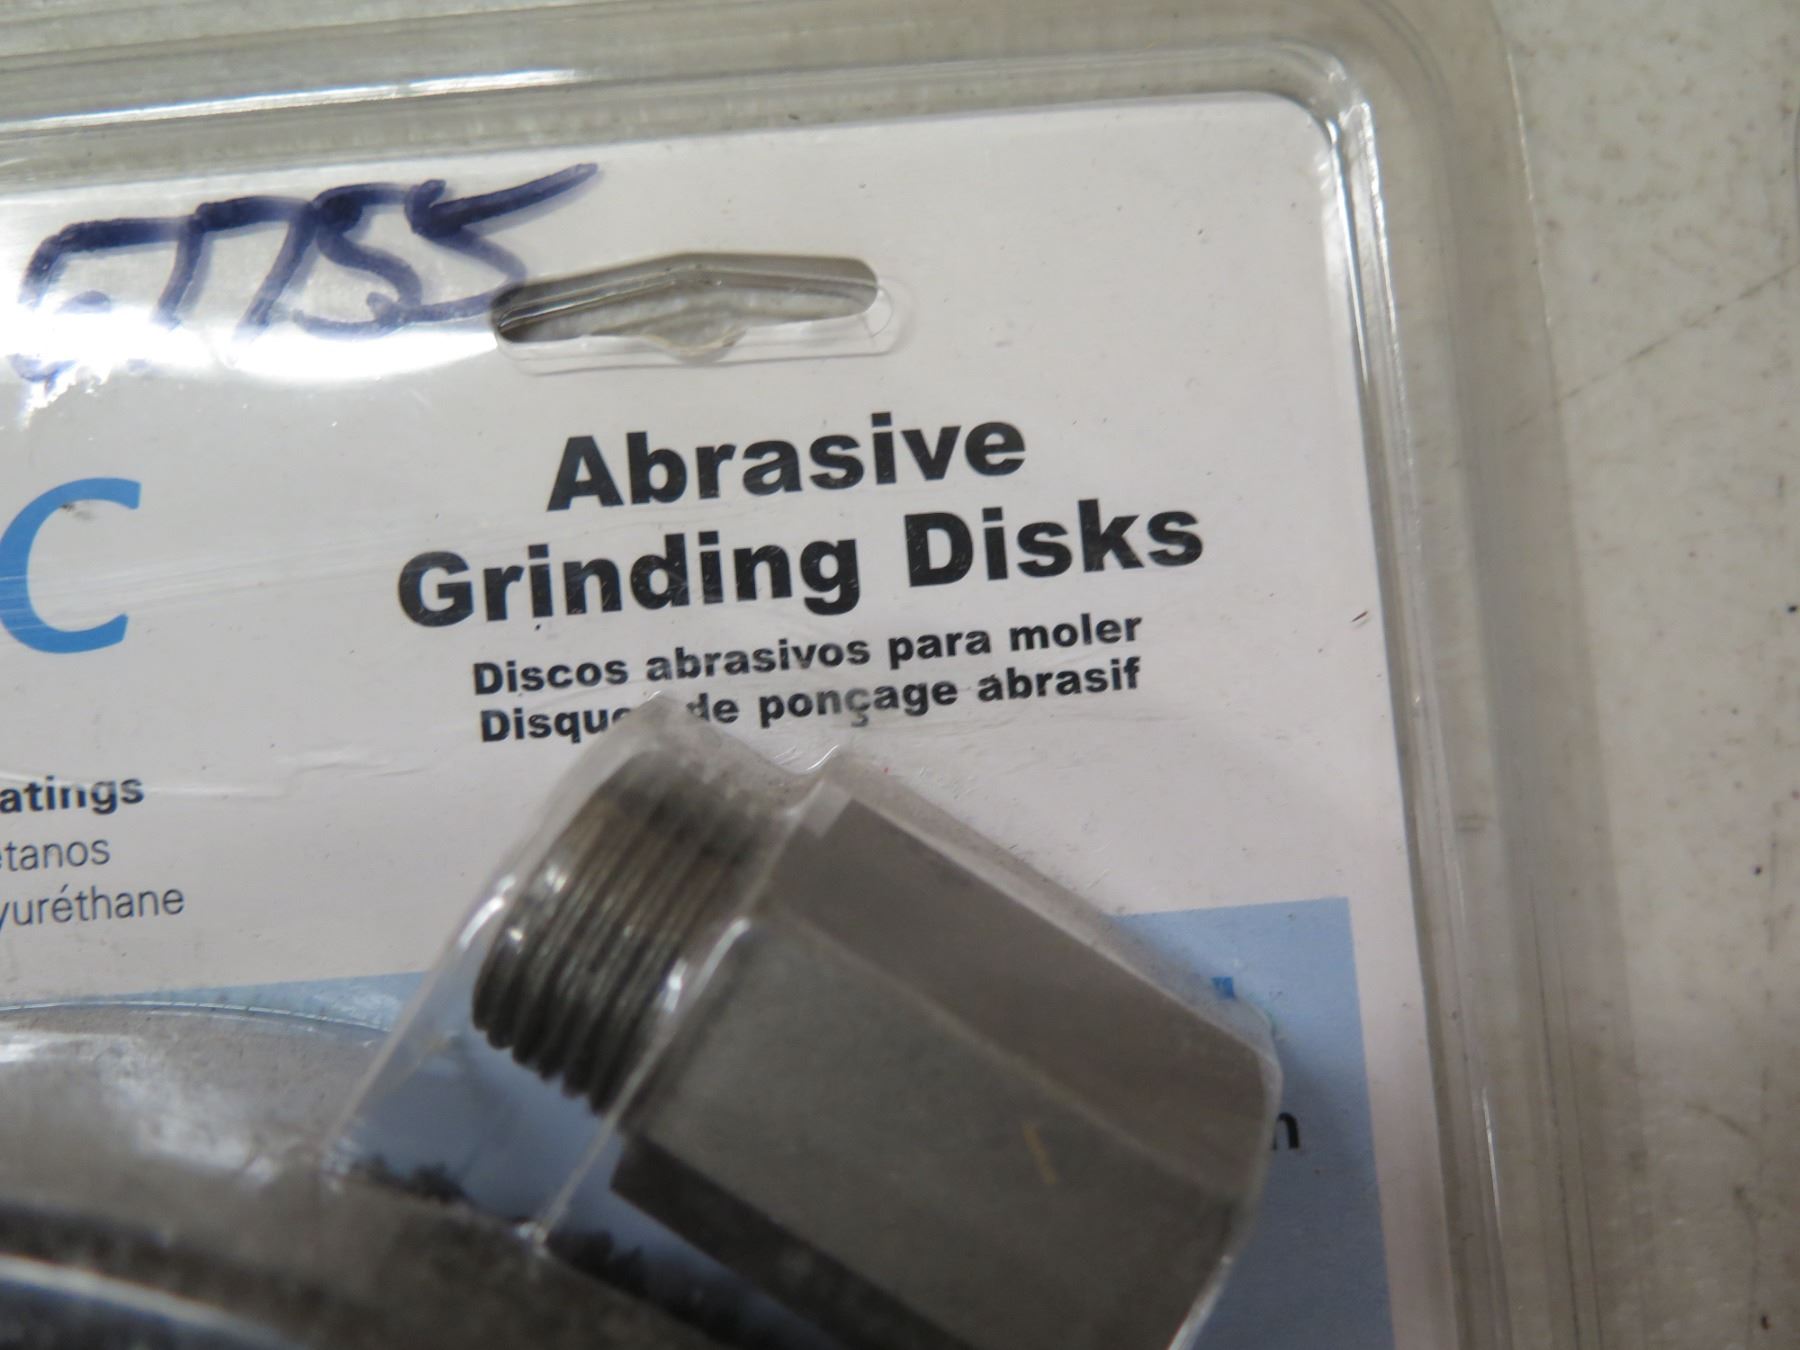 C
Abrasive
Grinding Disks
Discos abrasivos para moler
de ponçage abrasif
atings
etanos
yuréthane